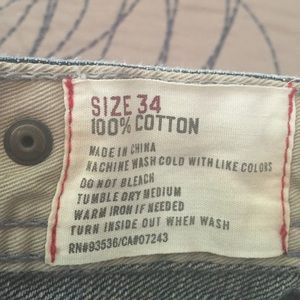 SIZE 34
100% COTTON
MADE IN CHINA
MACHINE WASH COLD WITH LIKE COLORS
DO NOT BLEACH
TUMBLE DRY MEDIUM
WARM IRON IF NEEDED
TURN INSIDE OUT WHEN WASH
RN#93536/CA#07243